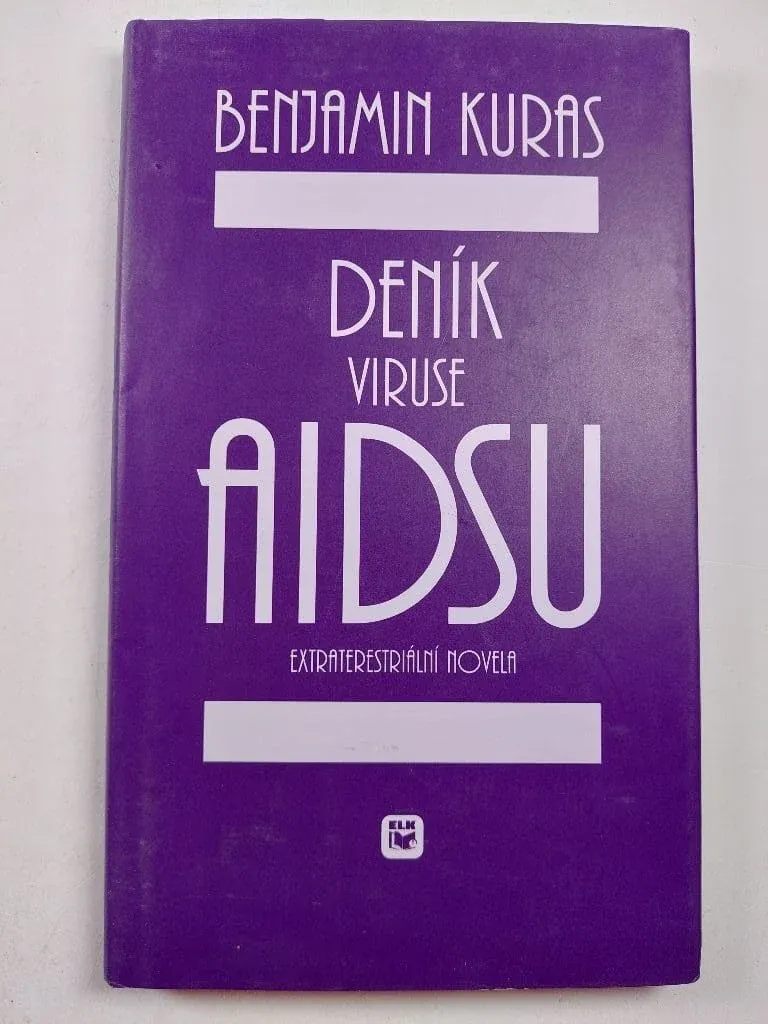 BENJAMIN KURAS
DENÍK
VIRUSE
AIDSU
EXTRATERESTRIÁLNÍ NOVELA
ELK